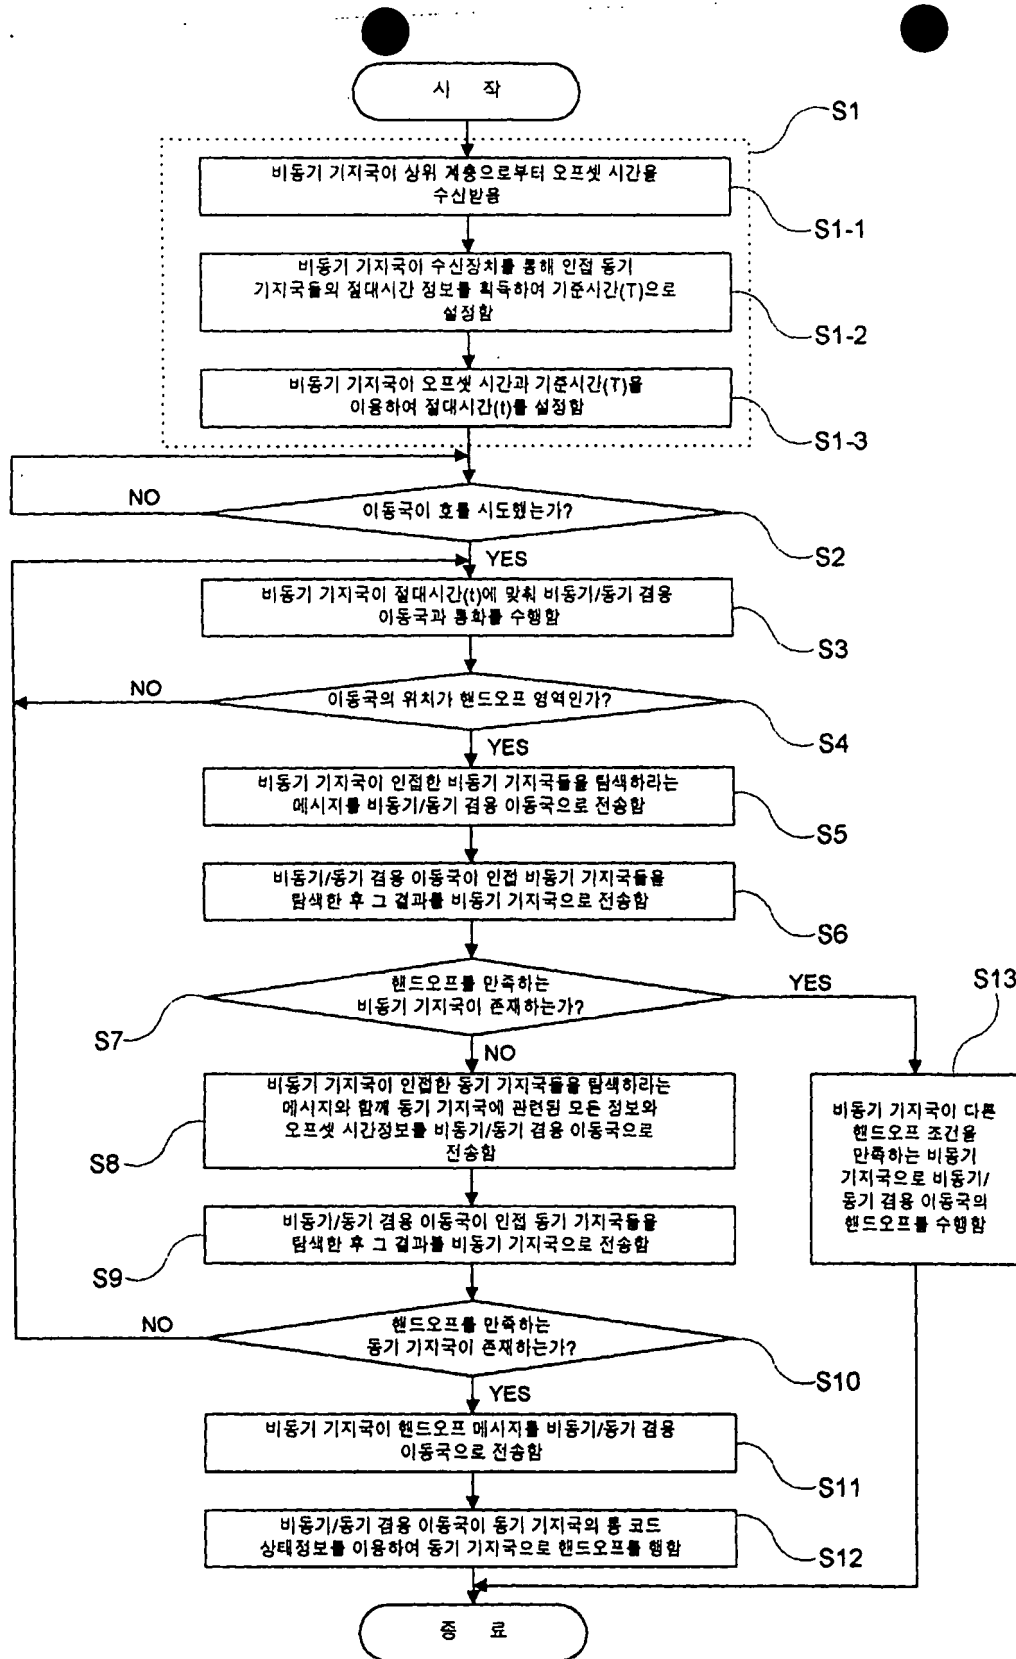 시 작
S1
비동기 기지국이 상위 계층으로부터 오프셋 시간을
수신받음
S1-1
비동기 기지국이 수신장치를 통해 인접 동기
기지국들의 절대시간 정보를 획득하여 기준시간(T)으로
설정함
S1-2
비동기 기지국이 오프셋 시간과 기준시간(T)을
이용하여 절대시간(t)를 설정함
S1-3
NO
이동국이 호를 시도했는가?
S2
YES
비동기 기지국이 절대시간(t)에 맞춰 비동기/동기 겸용
이동국과 통화를 수행함
S3
NO
이동국의 위치가 핸드오프 영역인가?
S4
YES
비동기 기지국이 인접한 비동기 기지국들을 탐색하라는
메시지를 비동기/동기 겸용 이동국으로 전송함
S5
비동기/동기 겸용 이동국이 인접 비동기 기지국들을
탐색한 후 그 결과를 비동기 기지국으로 전송함
S6
핸드오프를 만족하는
비동기 기지국이 존재하는가?
YES
S13
S7
NO
비동기 기지국이 인접한 동기 기지국들을 탐색하라는
메시지와 함께 동기 기지국에 관련된 모든 정보와
오프셋 시간정보를 비동기/동기 겸용 이동국으로
전송함
S8
비동기 기지국이 다른
핸드오프 조건을
만족하는 비동기
기지국으로 비동기/
동기 겸용 이동국의
핸드오프를 수행함
비동기/동기 겸용 이동국이 인접 동기 기지국들을
탐색한 후 그 결과를 비동기 기지국으로 전송함
S9
NO
핸드오프를 만족하는
동기 기지국이 존재하는가?
S10
YES
비동기 기지국이 핸드오프 메시지를 비동기/동기 겸용
이동국으로 전송함
S11
비동기/동기 겸용 이동국이 동기 기지국의 롱 코드
상태정보를 이용하여 동기 기지국으로 핸드오프를 행함
S12
종 료